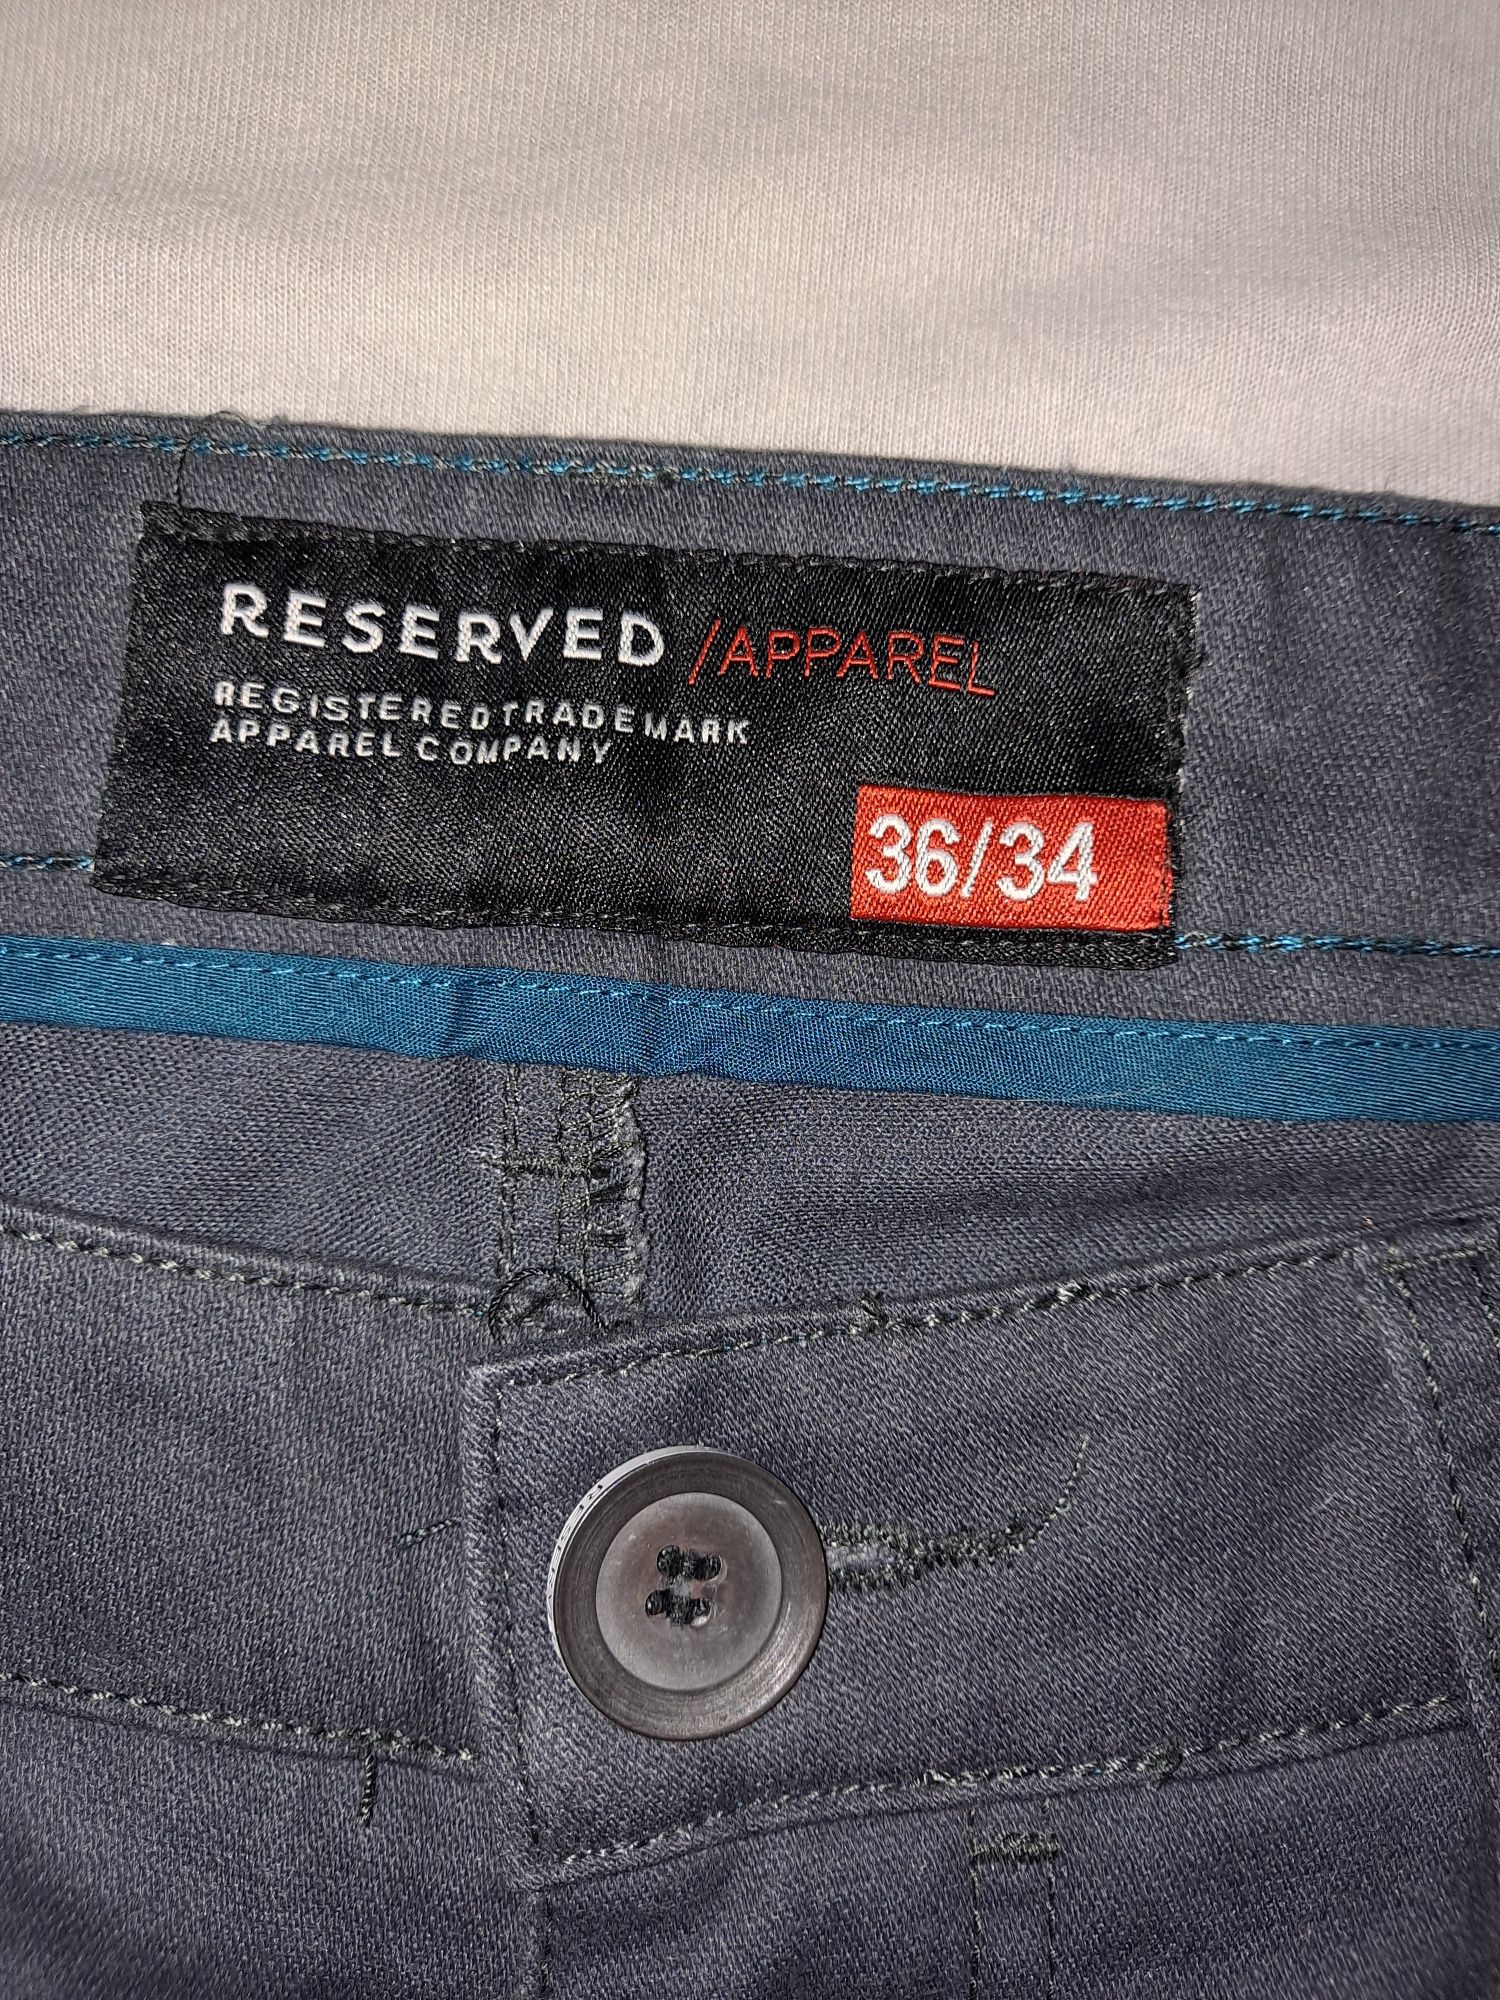 RESERVED /APPAREL
REGISTERED TRADEMARK
APPAREL COMPANY
36/34